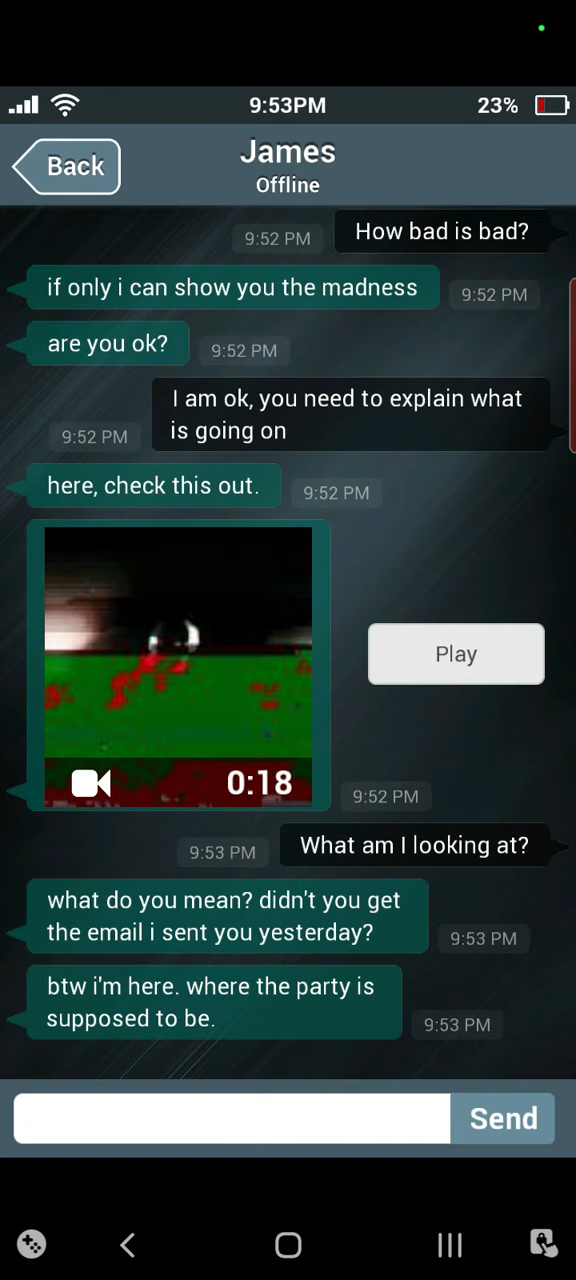 9:53PM
23%
Back
James
Offline
9:52 PM
How bad is bad?
if only i can show you the madness
9:52 PM
are you ok?
9:52 PM
I am ok, you need to explain what
is going on
9:52 PM
here, check this out.
9:52 PM
Play
0:18
9:52 PM
9:53 PM
What am I looking at?
what do you mean? didn't you get
the email i sent you yesterday?
9:53 PM
btw i'm here. where the party is
supposed to be.
9:53 PM
Send